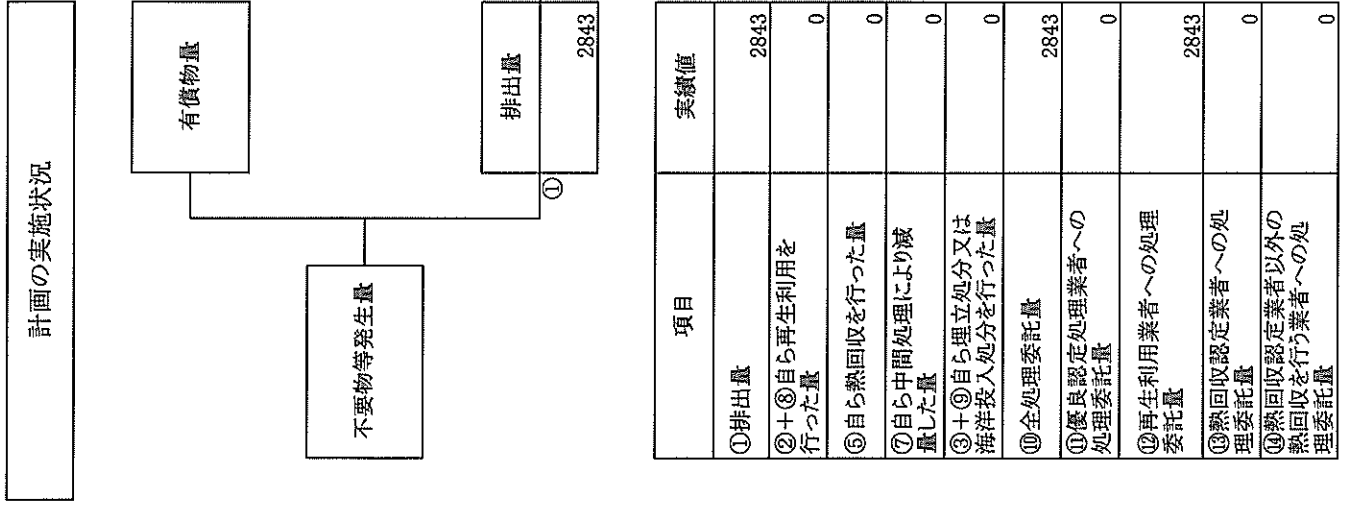 計画の実施状況
有償物量
不要物等発生量
①
排出量
2843
項目 実績値
①排出量 2843
②+⑧自ら再生利用を
行った量 0
⑤自ら熱回収を行った量 0
⑦自ら中間処理により減
量した量 0
③+⑨自ら埋立処分又は
海洋投入処分を行った量 0
⑩全処理委託量 2843
⑪優良認定処理業者への
処理委託量 0
⑫再生利用業者への処理
委託量 2843
⑬熱回収認定業者への処
理委託量 0
⑭熱回収認定業者以外の
熱回収を行う業者への処
理委託量 0